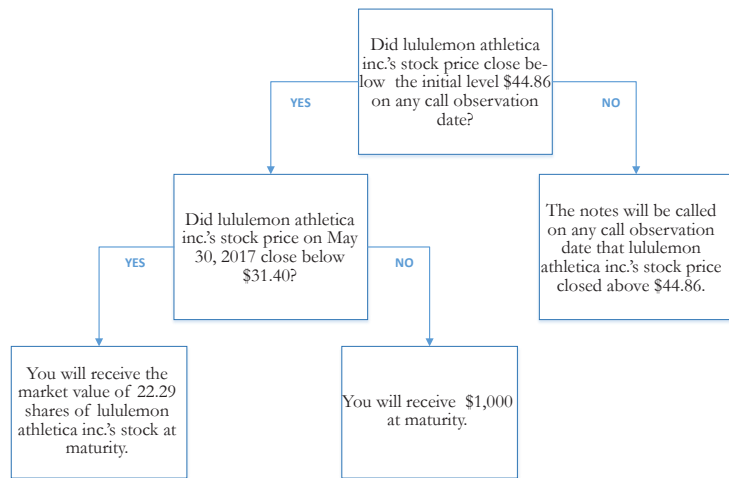 Did lululemon athletica
inc.'s stock price close be-
low the initial level $44.86
on any call observation
date?
YES
NO
Did lululemon athletica
inc.'s stock price on May
30, 2017 close below
$31.40?
The notes will be called
on any call observation
date that lululemon
athletica inc.'s stock price
closed above $44.86.
YES
NO
You will receive the
market value of 22.29
shares of lululemon
athletica inc.'s stock at
maturity.
You will receive $1,000
at maturity.